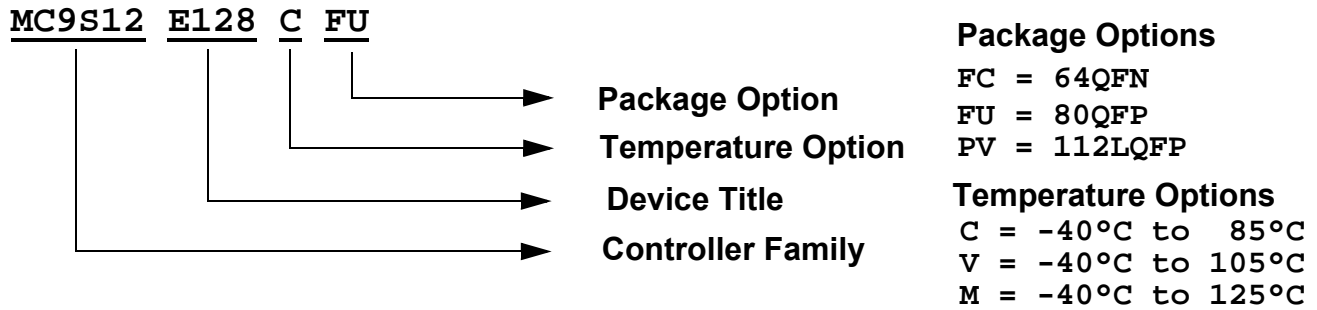 MC9S12 E128 C FU
Package Option
Temperature Option
Device Title
Controller Family
Package Options
FC = 64QFN
FU = 80QFP
PV = 112LQFP
Temperature Options
C = -40°C to 85°C
V = -40°C to 105°C
M = -40°C to 125°C